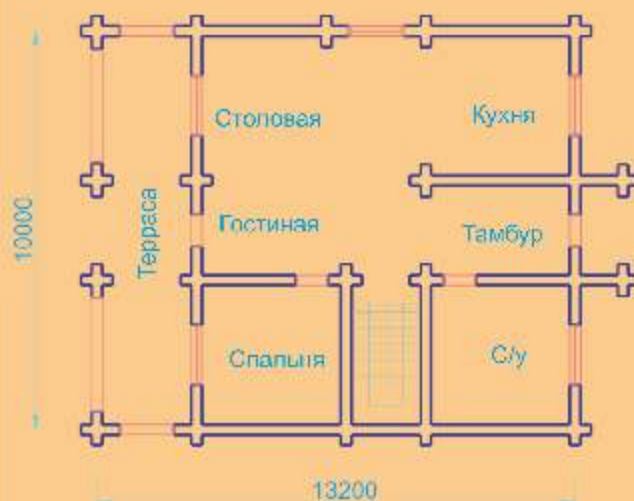 Столовая
Кухня
Терраса
10000
Гостиная
Тамбур
Спальня
С/у
13200